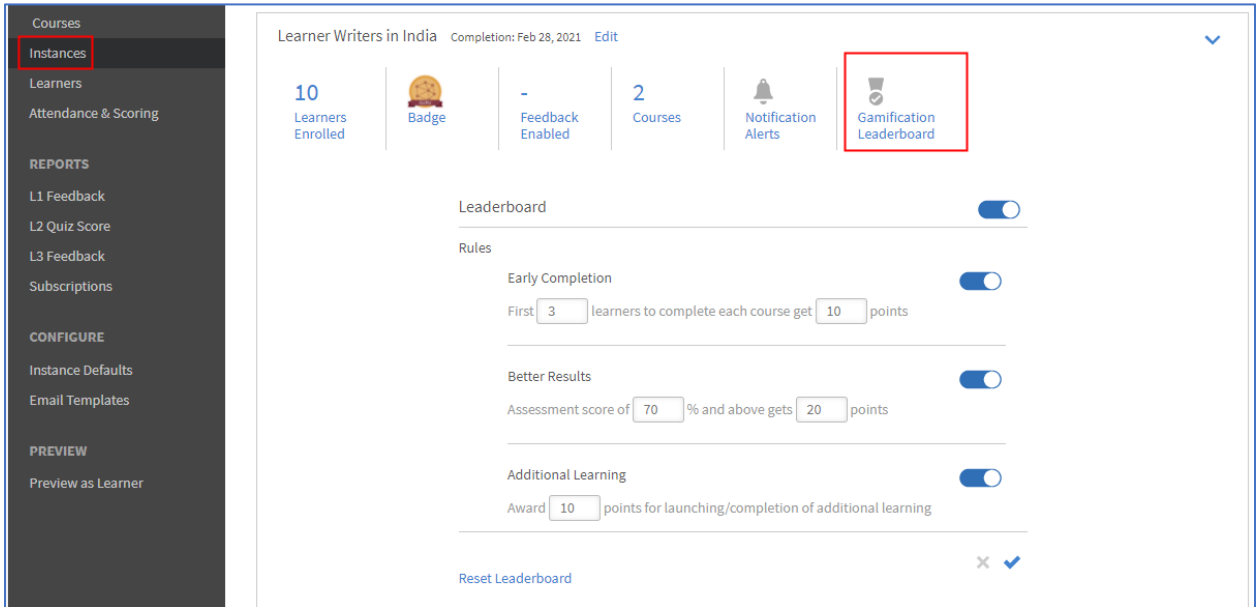 Courses
Instances
Learners
Attendance & Scoring
REPORTS
L1 Feedback
L2 Quiz Score
L3 Feedback
Subscriptions
CONFIGURE
Instance Defaults
Email Templates
PREVIEW
Preview as Learner
Learner Writers in India Completion: Feb 28, 2021 Edit
10
Learners
Enrolled
Badge
-
Feedback
Enabled
2
Courses
Notification
Alerts
Gamification
Leaderboard
Leaderboard
Rules
Early Completion
First 3 learners to complete each course get 10 points
Better Results
Assessment score of 70 % and above gets 20 points
Additional Learning
Award 10 points for launching/completion of additional learning
Reset Leaderboard